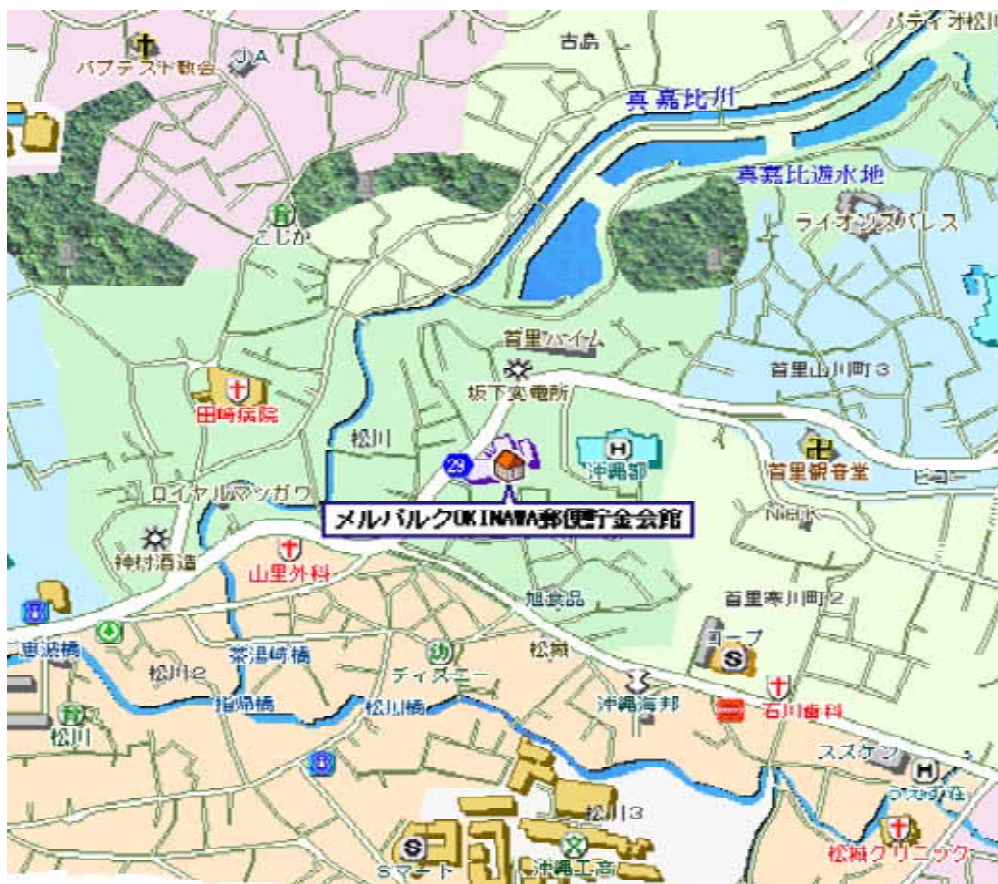 パティオ松川
古島
バプテスト教会
JA
真嘉比川
真嘉比遊水地
ライオンズパレス
こじか
首里ハイム
首里山川町3
坂下変電所
田崎病院
松川
29
H
沖縄都
首里観音堂
ロイヤルマツガワ
メルパルクOKINAWA郵便貯金会館
NHK
神村酒造
山里外科
旭食品
首里寒川町2
コープ
S
松城
茶湯崎橋
幼
ディズニー
松川2
指帰橋
松川橋
沖縄海邦
石川歯科
育
松川
スズケン
H
松川3
S
Sマート
沖縄工高
松城クリニック